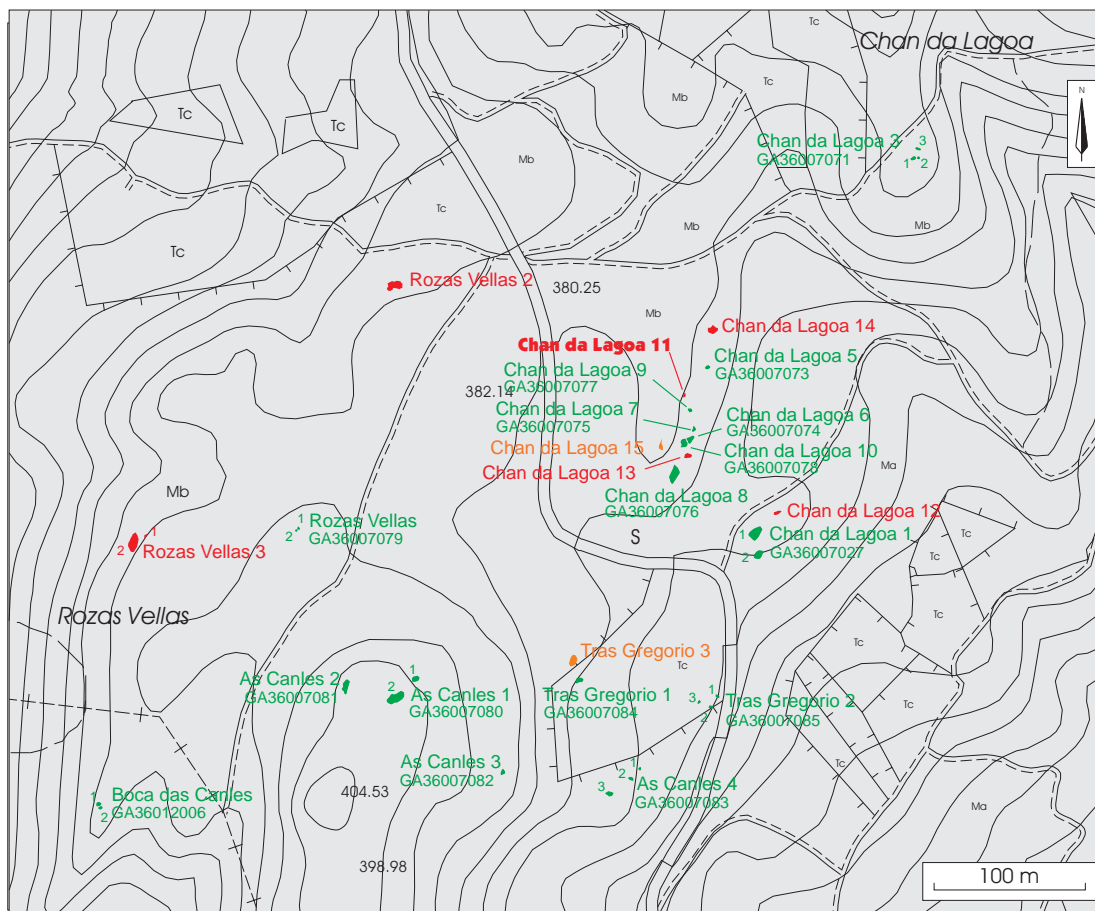 Tc
Chan da Lagoa
N
Tc
Tc
Tc
Mb
Chan da Lagoa 3
GA36007071
3
1 2
Mb
Tc
Mb
Mb
Tc
Rozas Vellas 2
380.25
Mb
Chan da Lagoa 14
Chan da Lagoa 11
Chan da Lagoa 5
GA36007073
Chan da Lagoa 9
GA36007077
382.14
Chan da Lagoa 7
GA36007075
Chan da Lagoa 6
GA36007074
Chan da Lagoa 15
Chan da Lagoa 10
GA36007078
Chan da Lagoa 13
Ma
Mb
Chan da Lagoa 8
GA36007076
Chan da Lagoa 12
1
2
Rozas Vellas
GA36007079
1
2
Rozas Vellas 3
S
1
2
Chan da Lagoa 1
GA36007027
Tc
Tc
Tc
Rozas Vellas
Tc
Tc
Tras Gregorio 3
Tc
As Canles 2
GA36007081
1
2
As Canles 1
GA36007080
Tras Gregorio 1
GA36007084
1
3
2
Tras Gregorio 2
GA36007085
Tc
Tc
As Canles 3
GA36007082
1
2
3
As Canles 4
GA36007083
1
2
Boca das Canles
GA36012006
404.53
Ma
398.98
100 m